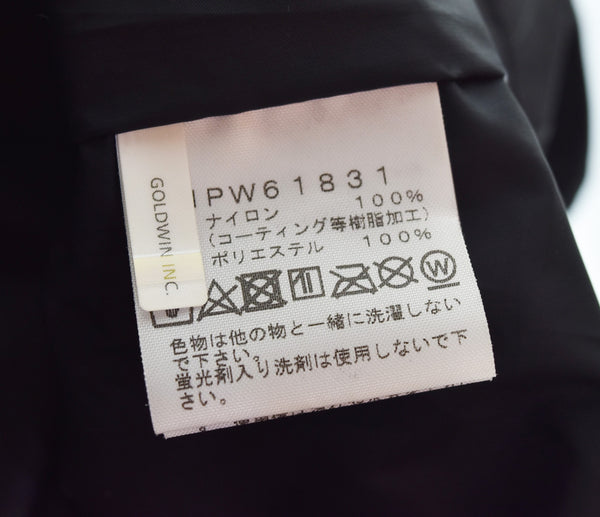 GOLDWIN INC.
NPW61831
ナイロン 100%
(コーティング等樹脂加工)
ポリエステル 100%
W
色物は他の物と一緒に洗濯しない
で下さい。
蛍光剤入り洗剤は使用しないで下
さい。